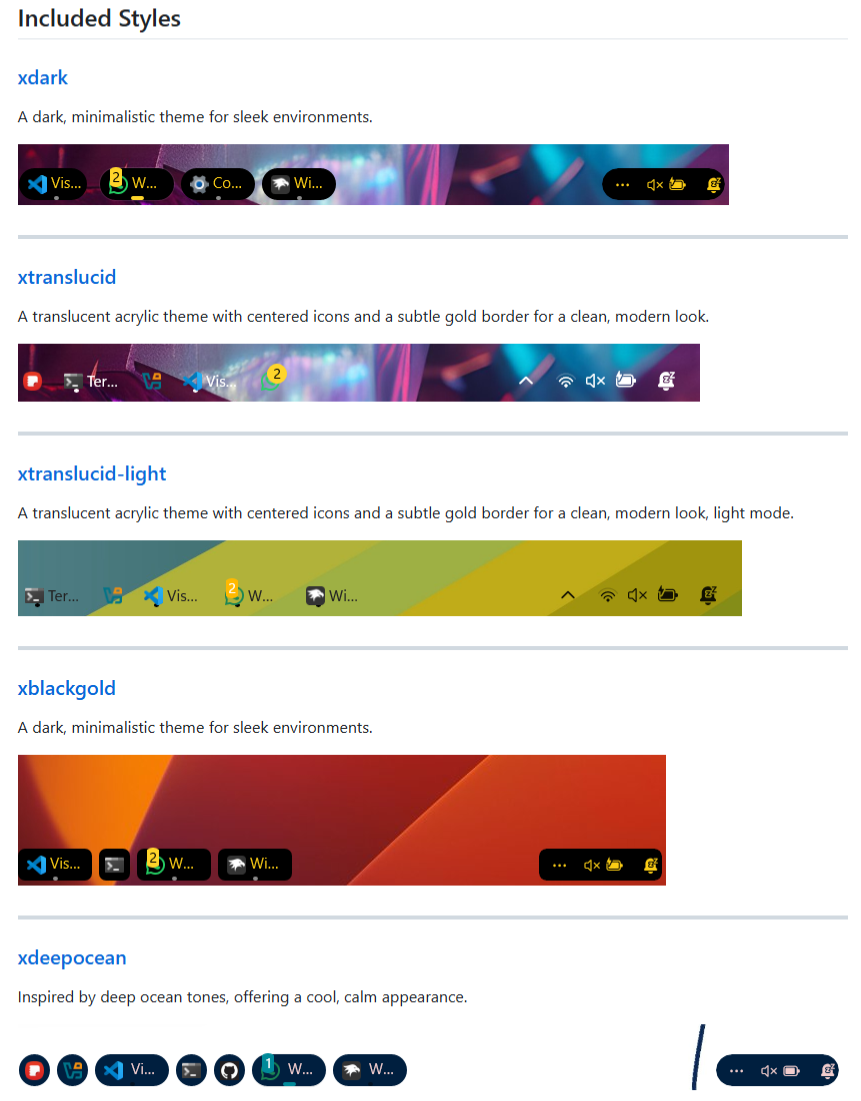 Included Styles
xdark
A dark, minimalistic theme for sleek environments.
Vis... 2 W... Co... Wi...
xtranslucid
A translucent acrylic theme with centered icons and a subtle gold border for a clean, modern look.
Ter... Vis... 2
xtranslucid-light
A translucent acrylic theme with centered icons and a subtle gold border for a clean, modern look, light mode.
Ter... Vis... 2 W... Wi...
xblackgold
A dark, minimalistic theme for sleek environments.
Vis... 2 W... Wi...
xdeepocean
Inspired by deep ocean tones, offering a cool, calm appearance.
Vi... 1 W... W...